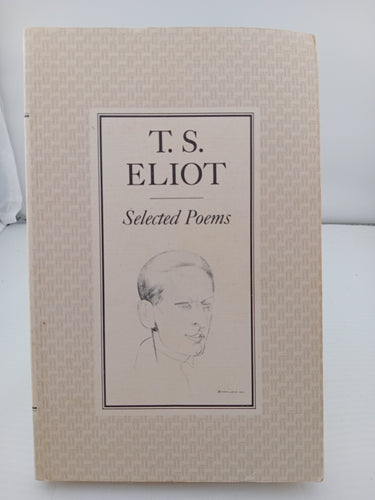 T. S.
ELIOT
Selected Poems